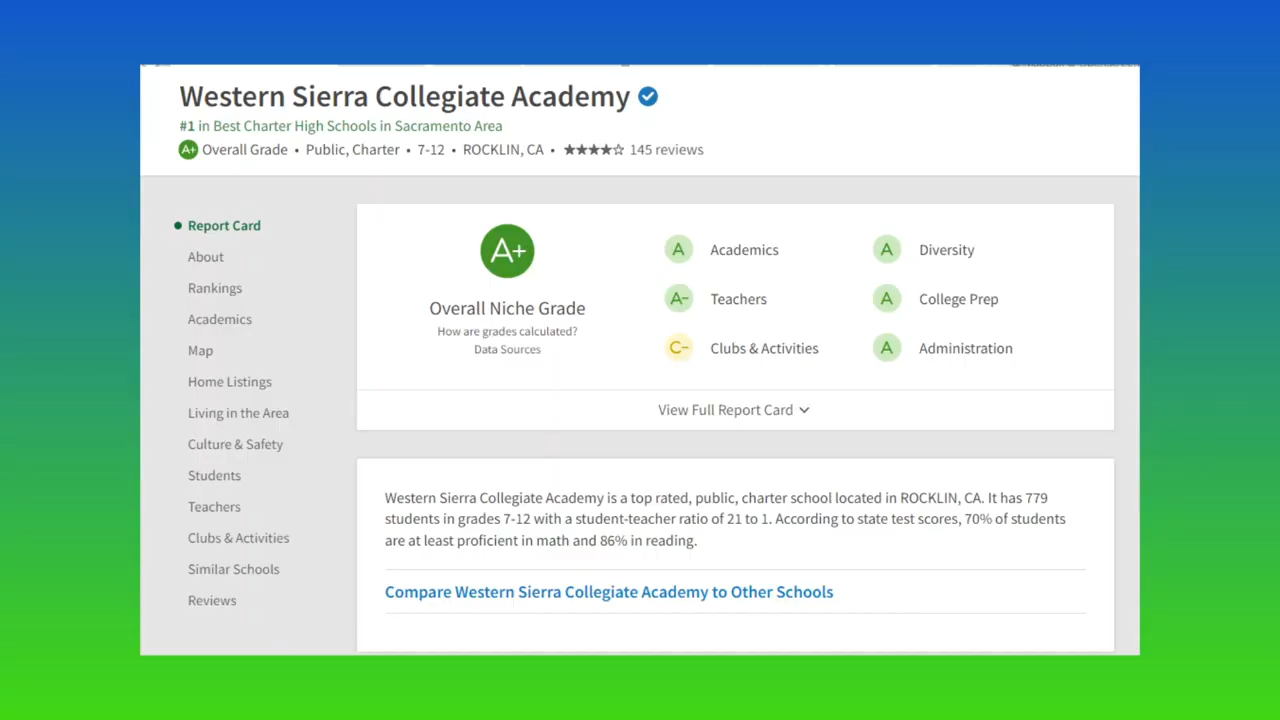 Western Sierra Collegiate Academy
#1 in Best Charter High Schools in Sacramento Area
A+ Overall Grade • Public, Charter • 7-12 • ROCKLIN, CA • ★★★★☆ 145 reviews
Report Card
About
Rankings
Academics
Map
Home Listings
Living in the Area
Culture & Safety
Students
Teachers
Clubs & Activities
Similar Schools
Reviews
A+
Overall Niche Grade
How are grades calculated?
Data Sources
A Academics
A Diversity
A- Teachers
A College Prep
C- Clubs & Activities
A Administration
View Full Report Card
Western Sierra Collegiate Academy is a top rated, public, charter school located in ROCKLIN, CA. It has 779
students in grades 7-12 with a student-teacher ratio of 21 to 1. According to state test scores, 70% of students
are at least proficient in math and 86% in reading.
Compare Western Sierra Collegiate Academy to Other Schools